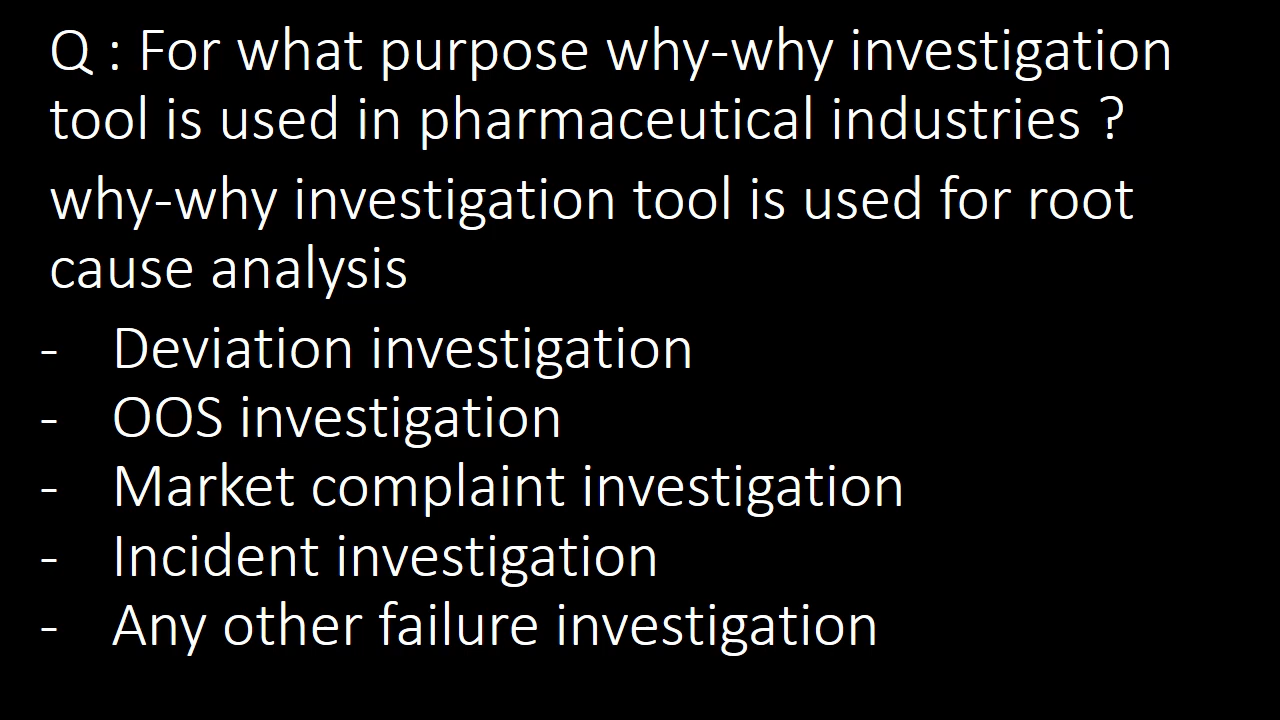 Q : For what purpose why-why investigation
tool is used in pharmaceutical industries ?
why-why investigation tool is used for root
cause analysis
- Deviation investigation
- OOS investigation
- Market complaint investigation
- Incident investigation
- Any other failure investigation